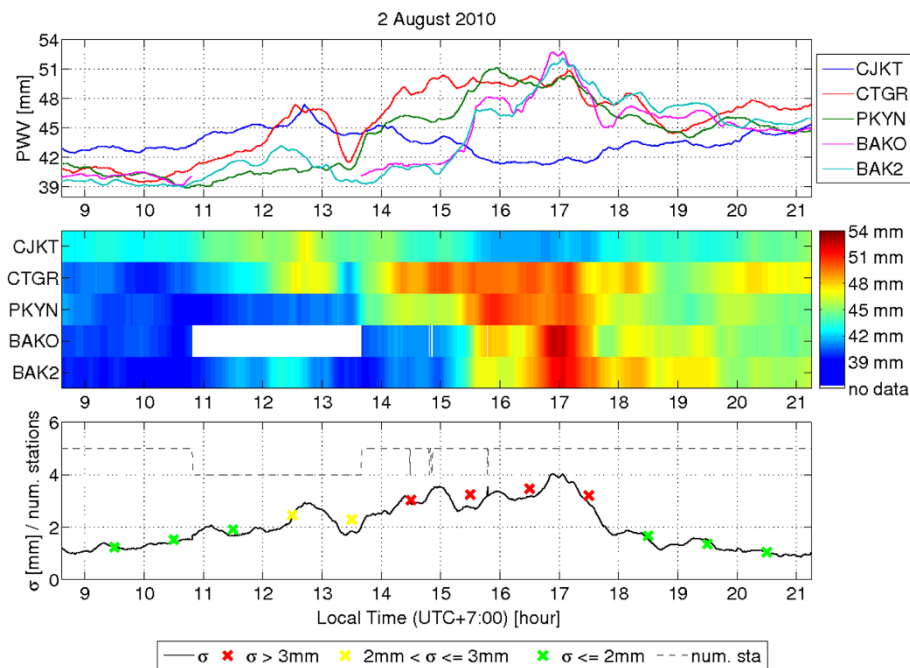 2 August 2010
54
51
48
45
42
39
PWV [mm]
9 10 11 12 13 14 15 16 17 18 19 20 21
CJKT
CTGR
PKYN
BAKO
BAK2
CJKT
CTGR
PKYN
BAKO
BAK2
9 10 11 12 13 14 15 16 17 18 19 20 21
54 mm
51 mm
48 mm
45 mm
42 mm
39 mm
no data
6
4
2
0
σ [mm] / num. stations
9 10 11 12 13 14 15 16 17 18 19 20 21
Local Time (UTC+7:00) [hour]
σ σ > 3mm 2mm < σ <= 3mm σ <= 2mm num. sta